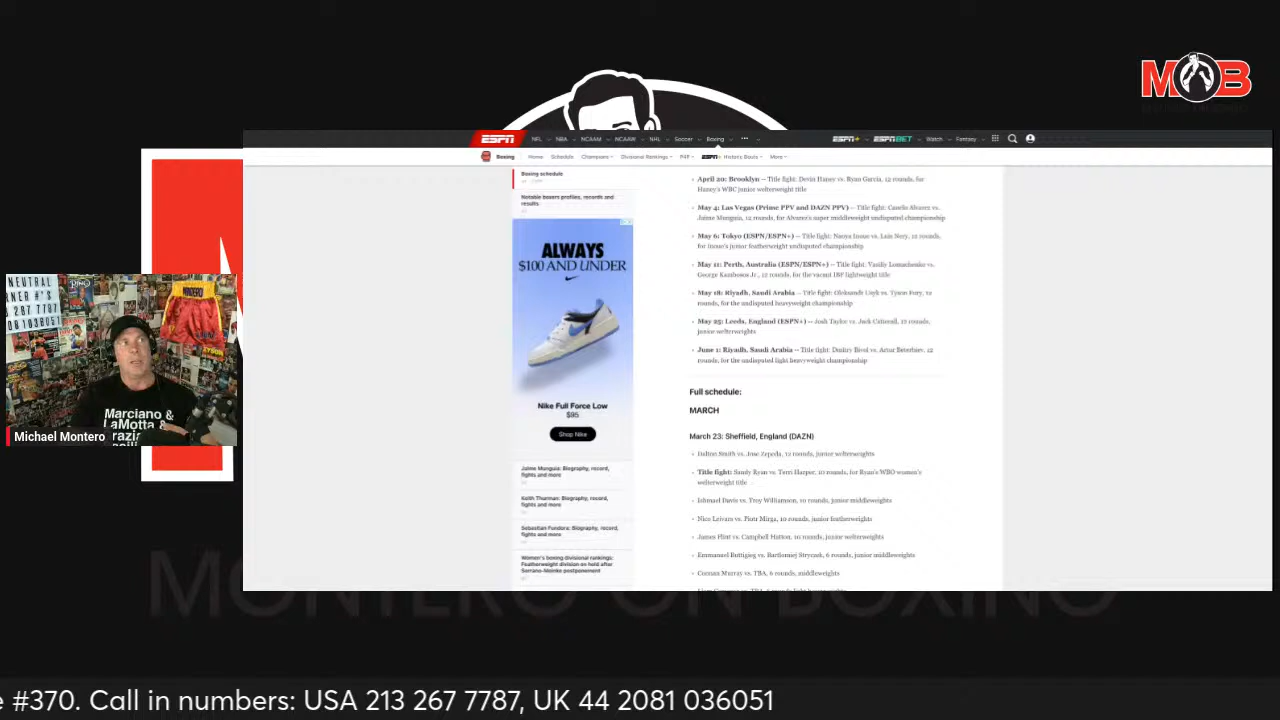 MOB
ESPN NFL NBA NCAAM NCAAW NHL Soccer Boxing ESPN+ ESPN BET Watch Fantasy
Boxing Home Schedule Champions Divisional Rankings P4P ESPN+ Historic Bouts More
Boxing schedule
Notable boxers profiles, records and
results
ALWAYS
$100 AND UNDER
Nike Full Force Low
$95
Shop Nike
Jaime Munguia: Biography, record,
fights and more
Keith Thurman: Biography, record,
fights and more
Sebastian Fundora: Biography, record,
fights and more
Women's boxing divisional rankings:
Featherweight division on hold after
Serrano-Meinke postponement
April 20: Brooklyn -- Title fight: Devin Haney vs. Ryan Garcia, 12 rounds, for
Haney's WBC junior welterweight title
May 4: Las Vegas (Prime PPV and DAZN PPV) -- Title fight: Canelo Alvarez vs.
Jaime Munguia, 12 rounds, for Alvarez's super middleweight undisputed championship
May 6: Tokyo (ESPN/ESPN+) -- Title fight: Naoya Inoue vs. Luis Nery, 12 rounds,
for Inoue's junior featherweight undisputed championship
May 11: Perth, Australia (ESPN/ESPN+) -- Title fight: Vasiliy Lomachenko vs.
George Kambosos Jr., 12 rounds, for the vacant IBF lightweight title
May 18: Riyadh, Saudi Arabia -- Title fight: Oleksandr Usyk vs. Tyson Fury, 12
rounds, for the undisputed heavyweight championship
May 25: Leeds, England (ESPN+) -- Josh Taylor vs. Jack Catterall, 12 rounds,
junior welterweights
June 1: Riyadh, Saudi Arabia -- Title fight: Dmitry Bivol vs. Artur Beterbiev, 12
rounds, for the undisputed light heavyweight championship
Full schedule:
MARCH
March 23: Sheffield, England (DAZN)
Dalton Smith vs. Jose Zepeda, 12 rounds, junior welterweights
Title fight: Sandy Ryan vs. Terri Harper, 10 rounds, for Ryan's WBO women's
welterweight title
Ishmael Davis vs. Troy Williamson, 10 rounds, junior middleweights
Nico Leivars vs. Piotr Mirga, 10 rounds, junior featherweights
James Flint vs. Campbell Hatton, 10 rounds, junior welterweights
Emmanuel Buttigieg vs. Bartlomiej Stryczek, 6 rounds, junior middleweights
Connan Murray vs. TBA, 6 rounds, middleweights
Marciano &
LaMotta &
Michael Montero
MONTERO ON BOXING
#370. Call in numbers: USA 213 267 7787, UK 44 2081 036051